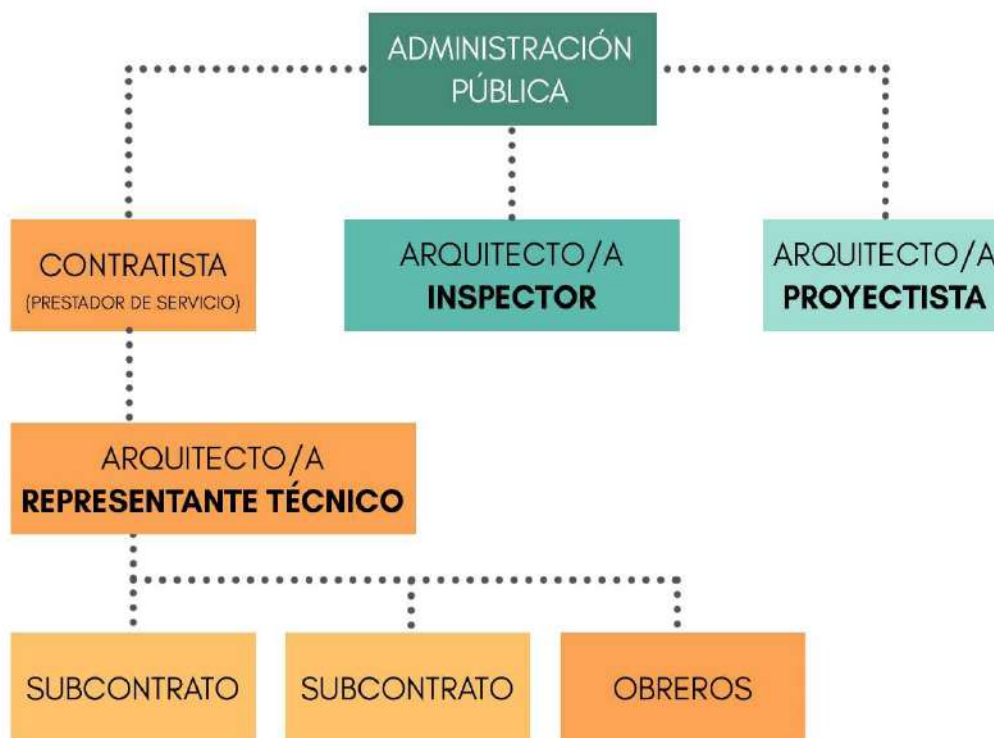 ADMINISTRACIÓN
PÚBLICA
CONTRATISTA
(PRESTADOR DE SERVICIO)
ARQUITECTO/A
INSPECTOR
ARQUITECTO/A
PROYECTISTA
ARQUITECTO/A
REPRESENTANTE TÉCNICO
SUBCONTRATO
SUBCONTRATO
OBREROS